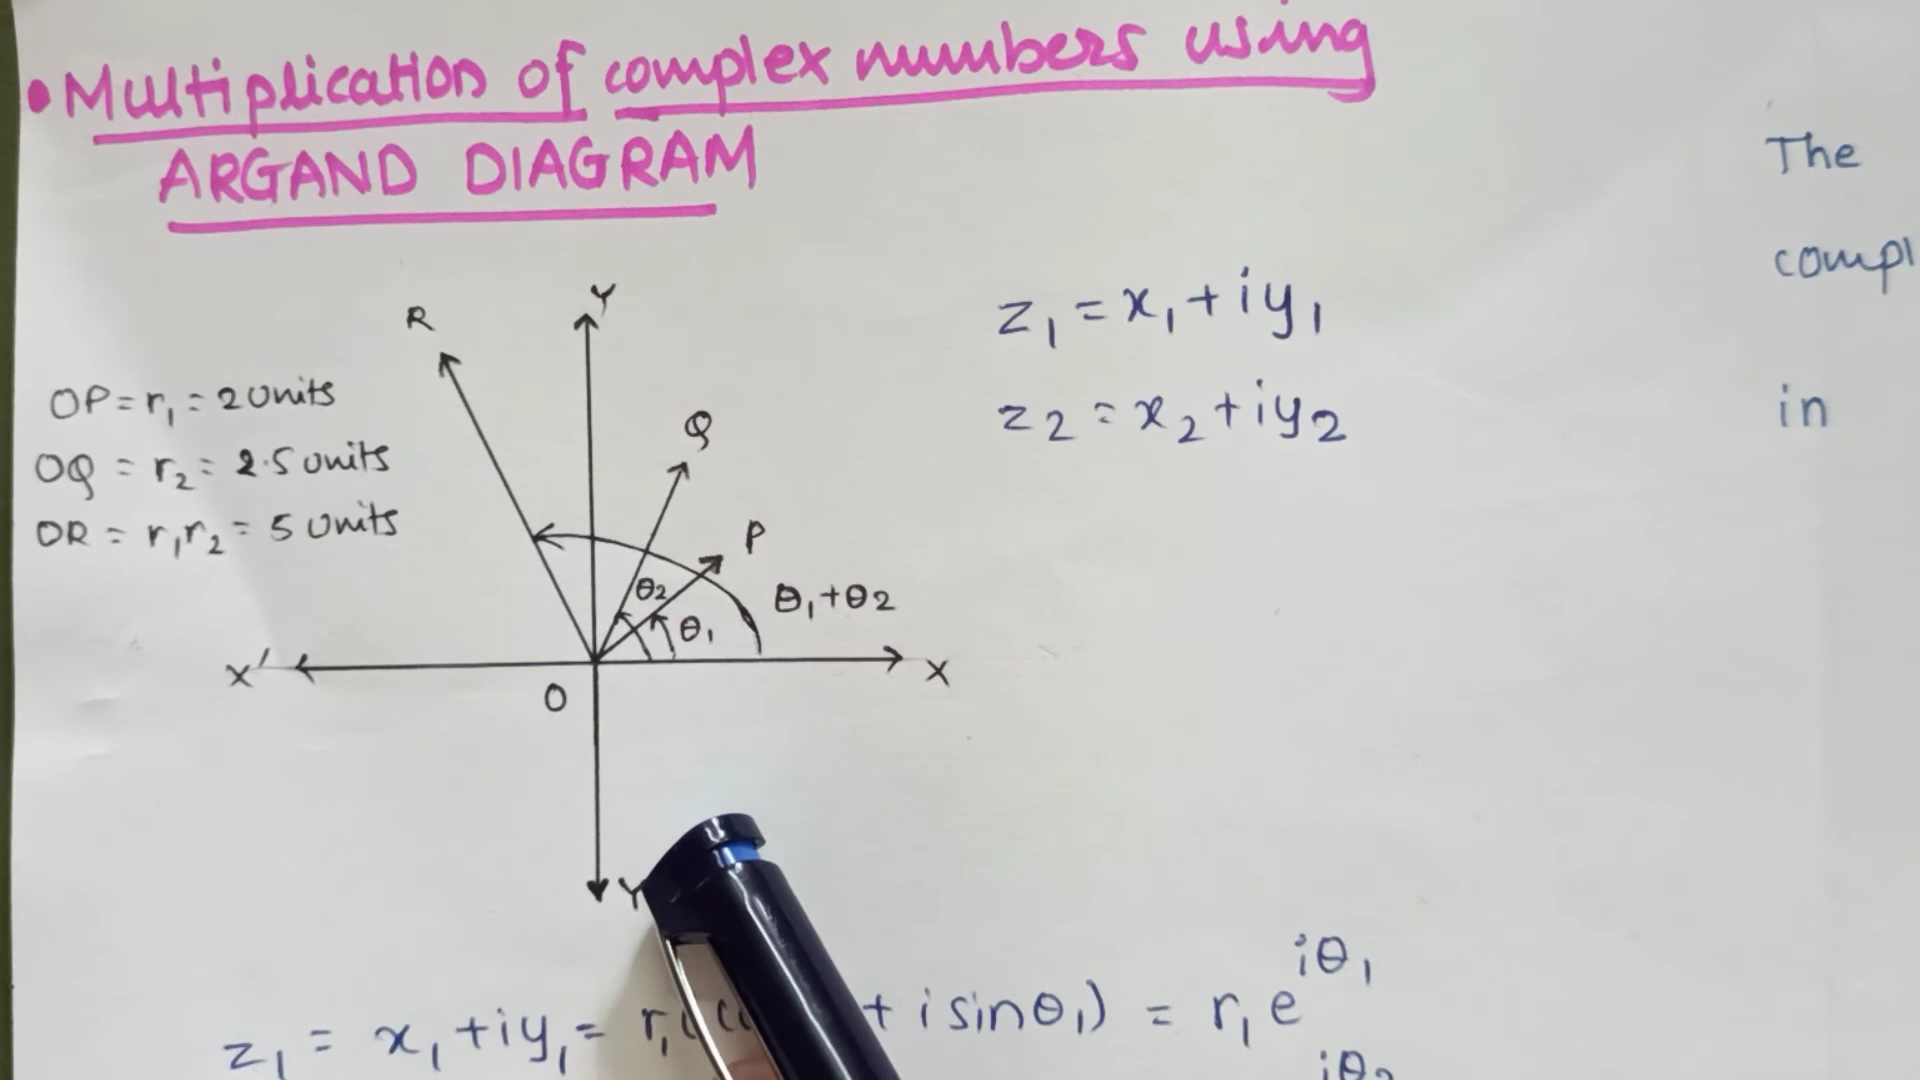 • Multiplication of complex numbers using
ARGAND DIAGRAM
The
compl
in
z₁ = x₁ + iy₁
z₂ = x₂ + iy₂
Y
R
Q
P
OP = r₁ = 2 units
OQ = r₂ = 2.5 units
OR = r₁r₂ = 5 units
θ₂
θ₁
θ₁+θ₂
X'
O
X
Y
z₁ = x₁ + iy₁ = r₁( + i sinθ₁) = r₁e^iθ₁
iθ₂